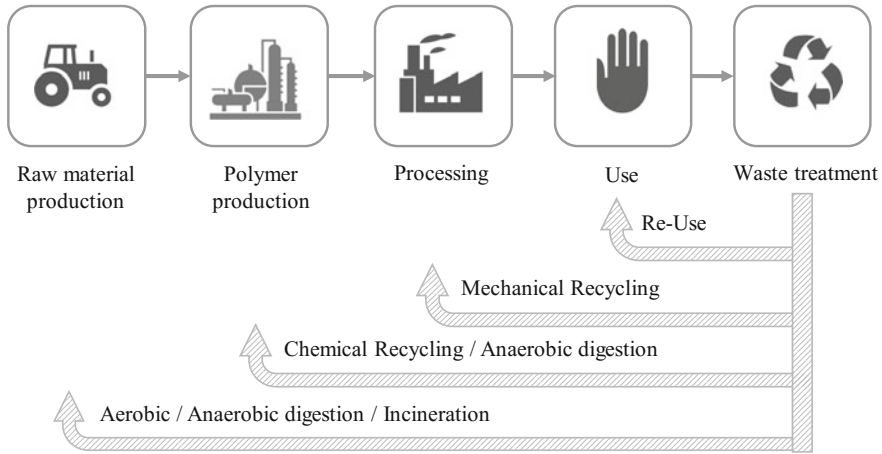 Raw material
production
Polymer
production
Processing
Use
Waste treatment
Re-Use
Mechanical Recycling
Chemical Recycling / Anaerobic digestion
Aerobic / Anaerobic digestion / Incineration